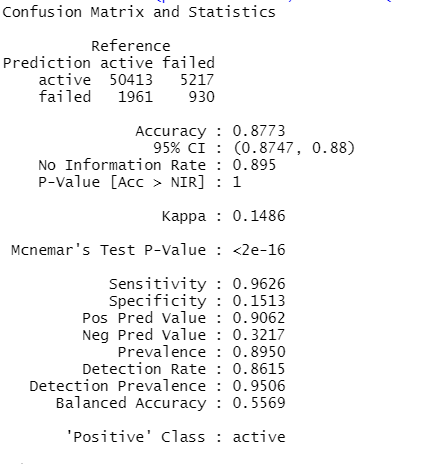 Confusion Matrix and Statistics
Reference
Prediction active failed
active 50413 5217
failed 1961 930
Accuracy : 0.8773
95% CI : (0.8747, 0.88)
No Information Rate : 0.895
P-Value [Acc > NIR] : 1
Kappa : 0.1486
Mcnemar's Test P-Value : <2e-16
Sensitivity : 0.9626
Specificity : 0.1513
Pos Pred Value : 0.9062
Neg Pred Value : 0.3217
Prevalence : 0.8950
Detection Rate : 0.8615
Detection Prevalence : 0.9506
Balanced Accuracy : 0.5569
'Positive' Class : active